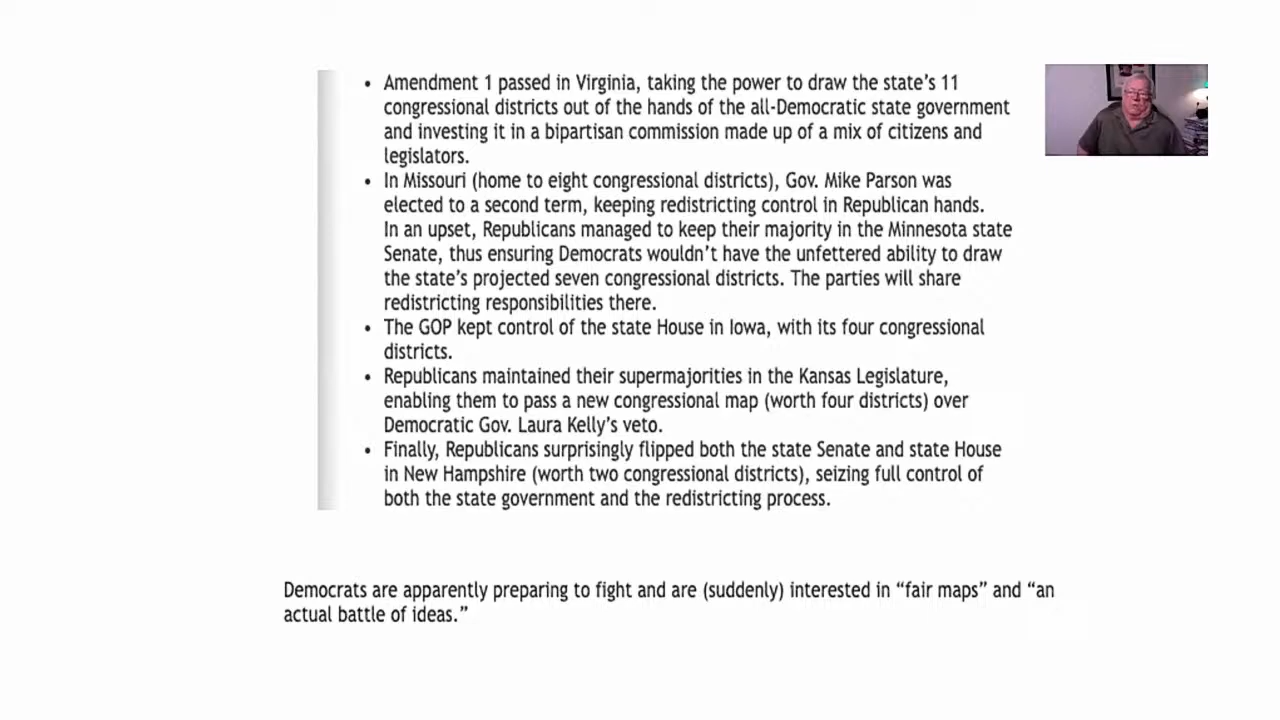 • Amendment 1 passed in Virginia, taking the power to draw the state’s 11
congressional districts out of the hands of the all-Democratic state government
and investing it in a bipartisan commission made up of a mix of citizens and
legislators.
• In Missouri (home to eight congressional districts), Gov. Mike Parson was
elected to a second term, keeping redistricting control in Republican hands.
In an upset, Republicans managed to keep their majority in the Minnesota state
Senate, thus ensuring Democrats wouldn’t have the unfettered ability to draw
the state’s projected seven congressional districts. The parties will share
redistricting responsibilities there.
• The GOP kept control of the state House in Iowa, with its four congressional
districts.
• Republicans maintained their supermajorities in the Kansas Legislature,
enabling them to pass a new congressional map (worth four districts) over
Democratic Gov. Laura Kelly’s veto.
• Finally, Republicans surprisingly flipped both the state Senate and state House
in New Hampshire (worth two congressional districts), seizing full control of
both the state government and the redistricting process.
Democrats are apparently preparing to fight and are (suddenly) interested in “fair maps” and “an
actual battle of ideas.”